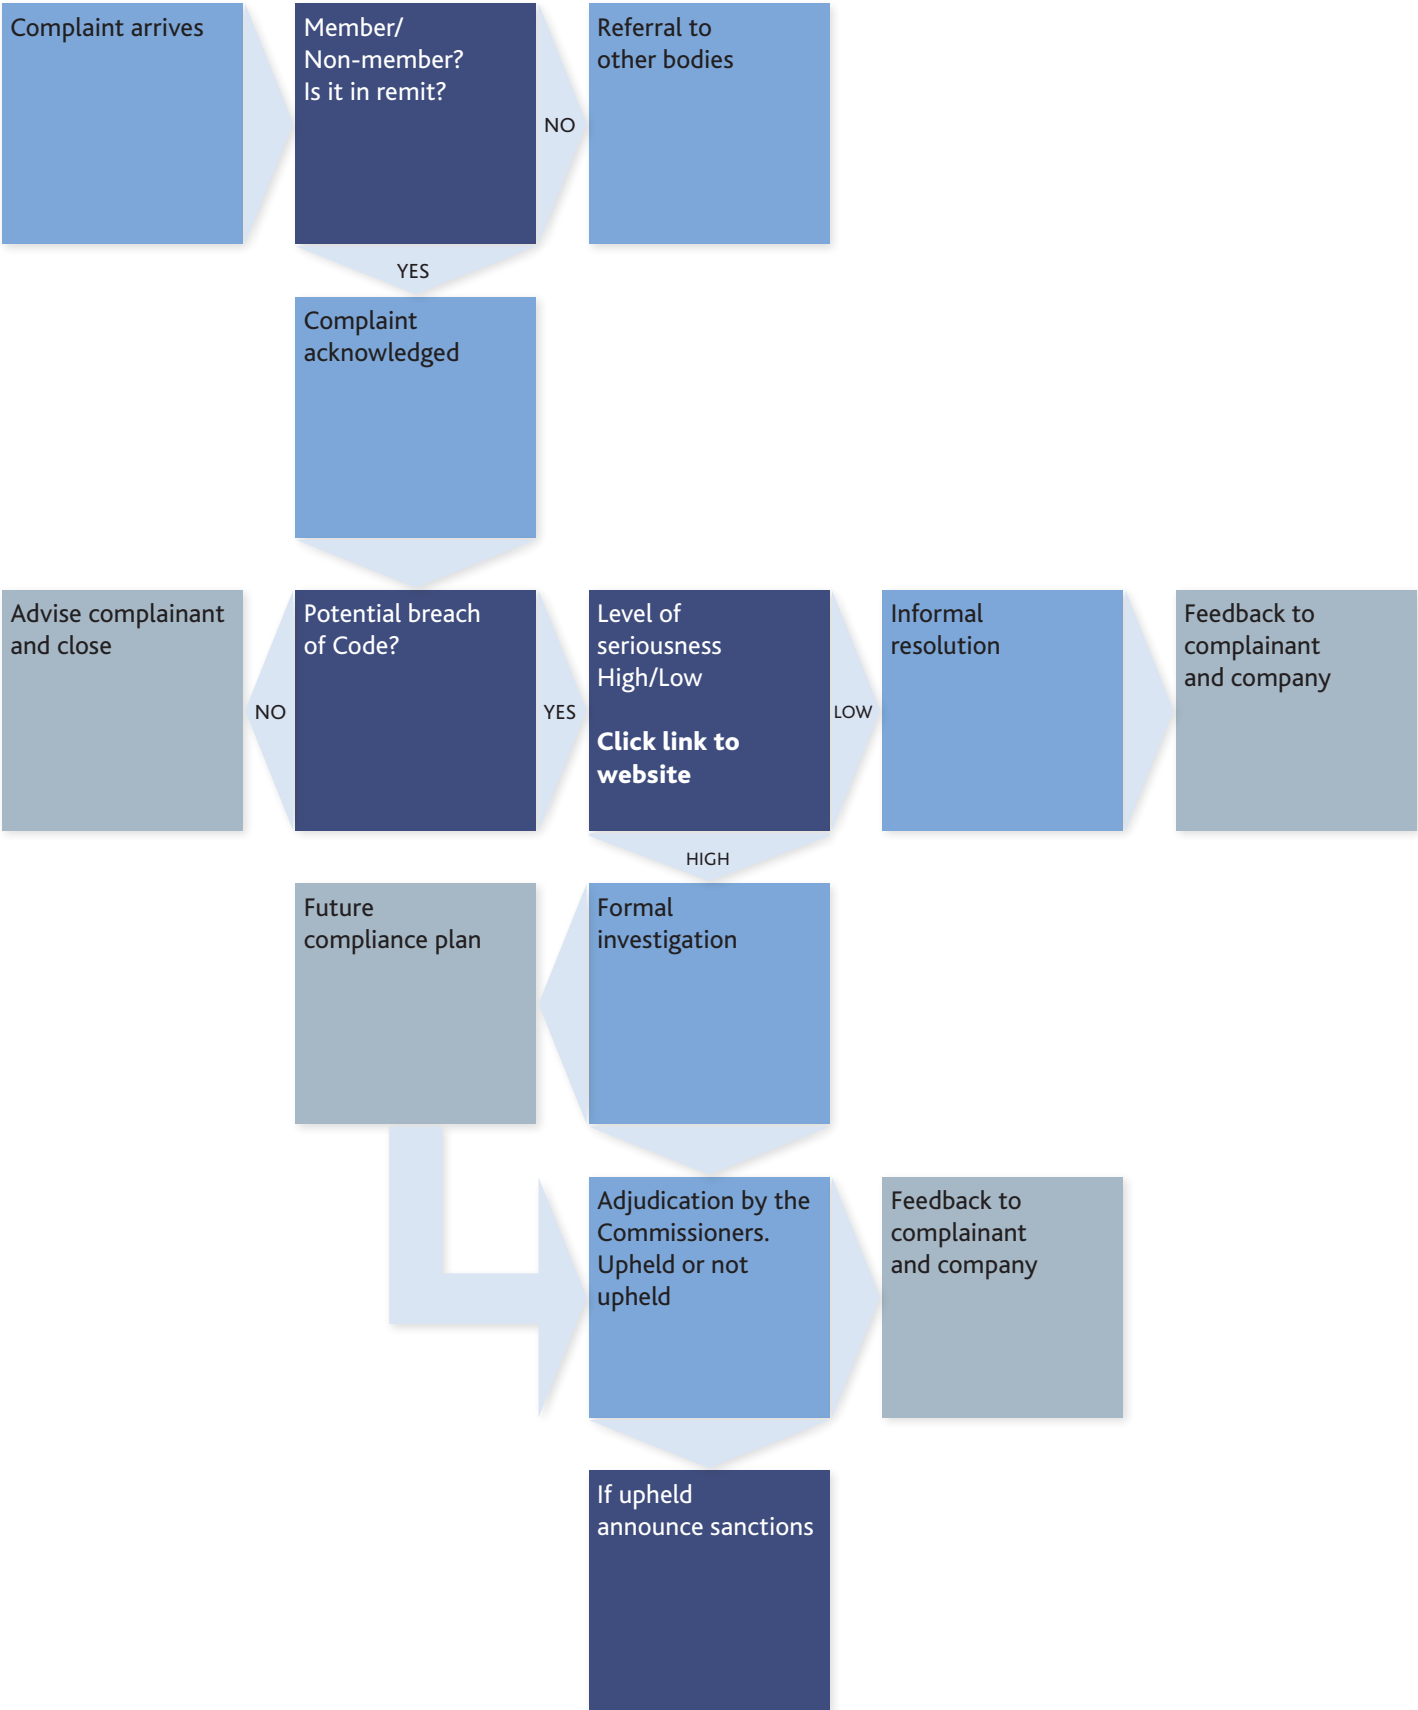 Complaint arrives
Member/
Non-member?
Is it in remit?
NO
Referral to
other bodies
YES
Complaint
acknowledged
Advise complainant
and close
NO
Potential breach
of Code?
YES
Level of
seriousness
High/Low
Click link to
website
LOW
Informal
resolution
Feedback to
complainant
and company
HIGH
Future
compliance plan
Formal
investigation
Adjudication by the
Commissioners.
Upheld or not
upheld
Feedback to
complainant
and company
If upheld
announce sanctions